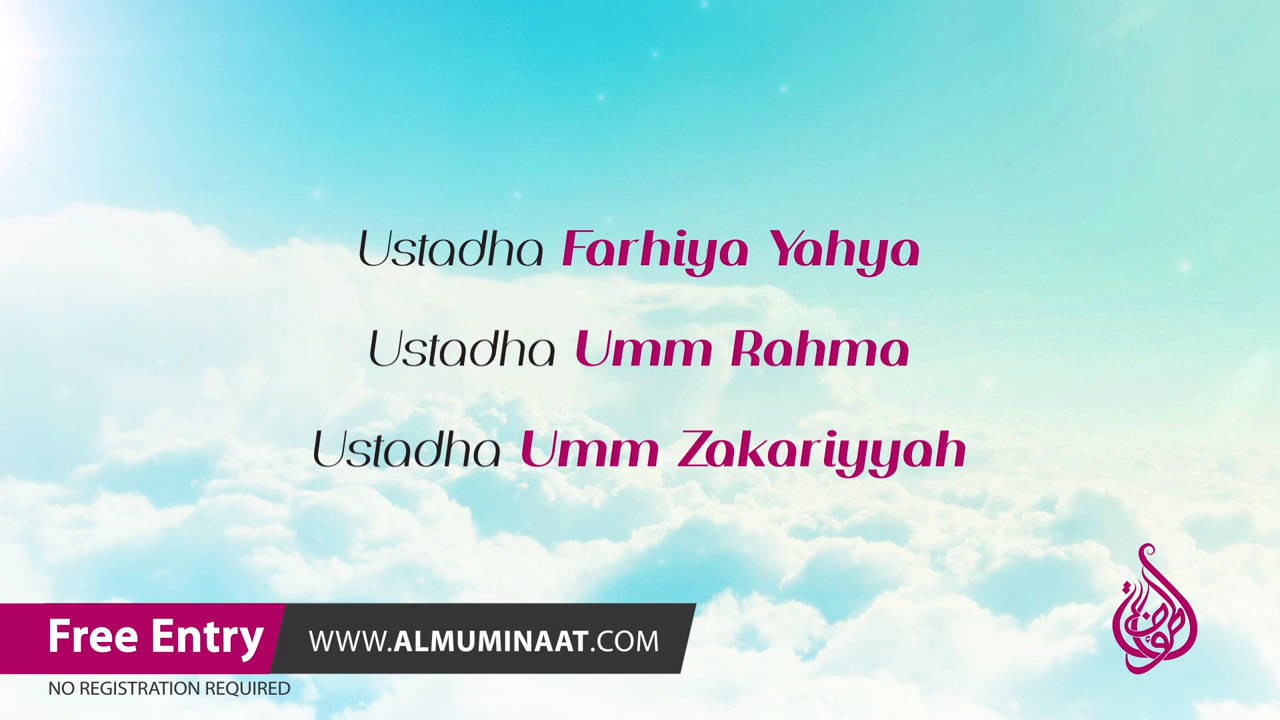 Ustadha Farhiya Yahya
Ustadha Umm Rahma
Ustadha Umm Zakariyyah
Free Entry WWW.ALMUMINAAT.COM
NO REGISTRATION REQUIRED